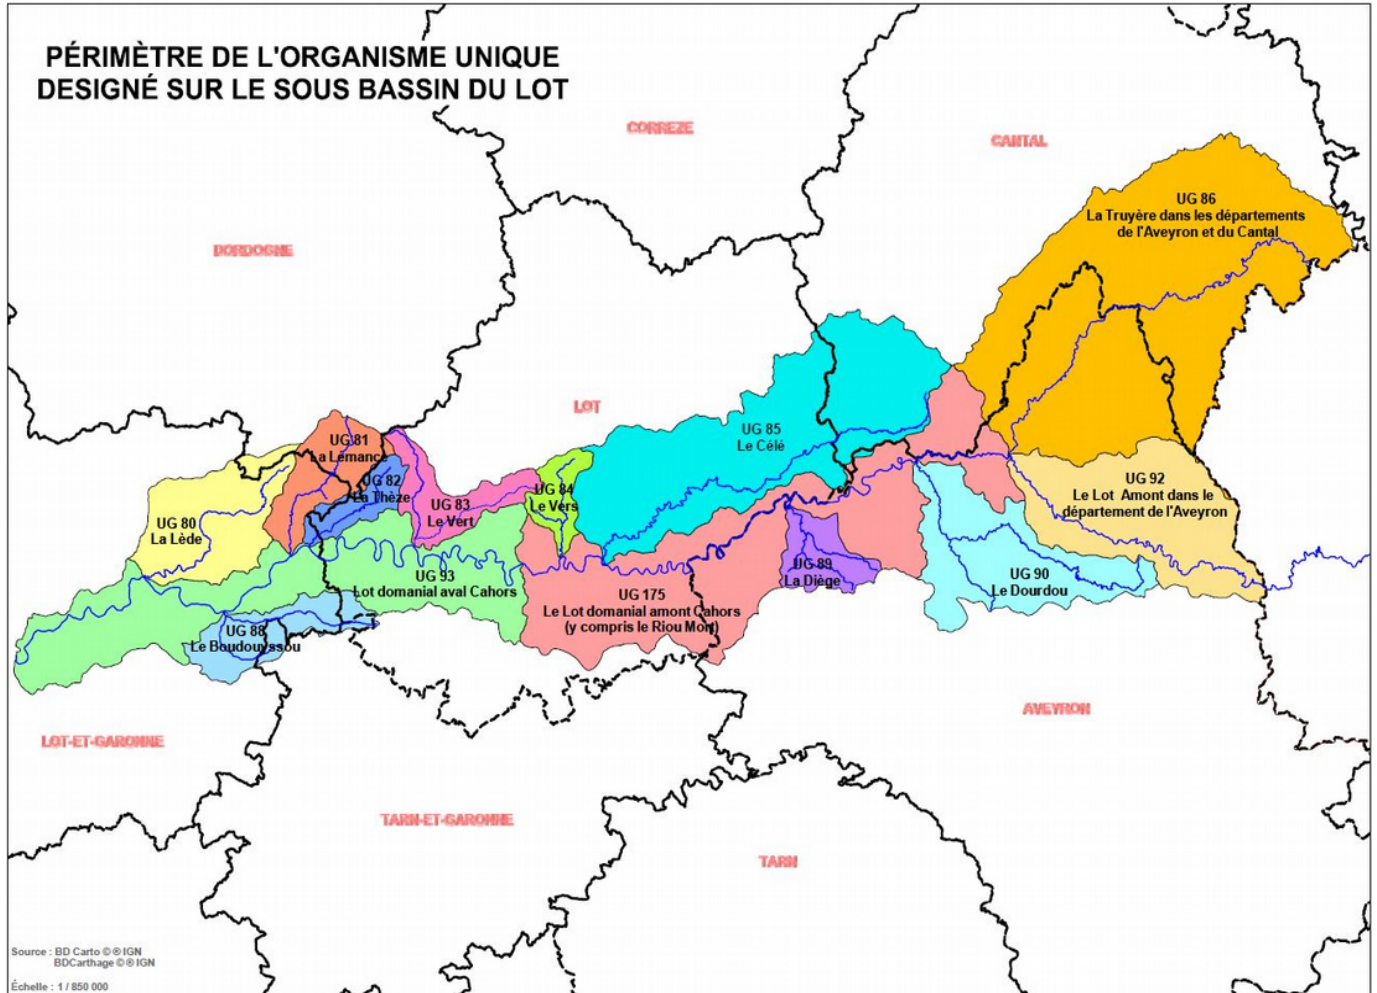 PÉRIMÈTRE DE L'ORGANISME UNIQUE
DESIGNÉ SUR LE SOUS BASSIN DU LOT
CORREZE
CANTAL
UG 86
La Truyère dans les départements
de l'Aveyron et du Cantal
DORDOGNE
LOT
UG 85
Le Célé
UG 81
La Lémance
UG 82
La Thèze
UG 83
Le Vert
UG 84
Le Vers
UG 92
Le Lot Amont dans le
département de l'Aveyron
UG 80
La Lède
UG 93
Lot domanial aval Cahors
UG 89
La Diège
UG 90
Le Dourdou
UG 175
Le Lot domanial amont Cahors
(y compris le Riou Mort)
UG 88
Le Boudouyssou
AVEYRON
LOT-ET-GARONNE
TARN-ET-GARONNE
TARN
Source : BD Carto © ® IGN
BDCarthage © ® IGN
Échelle : 1 / 850 000